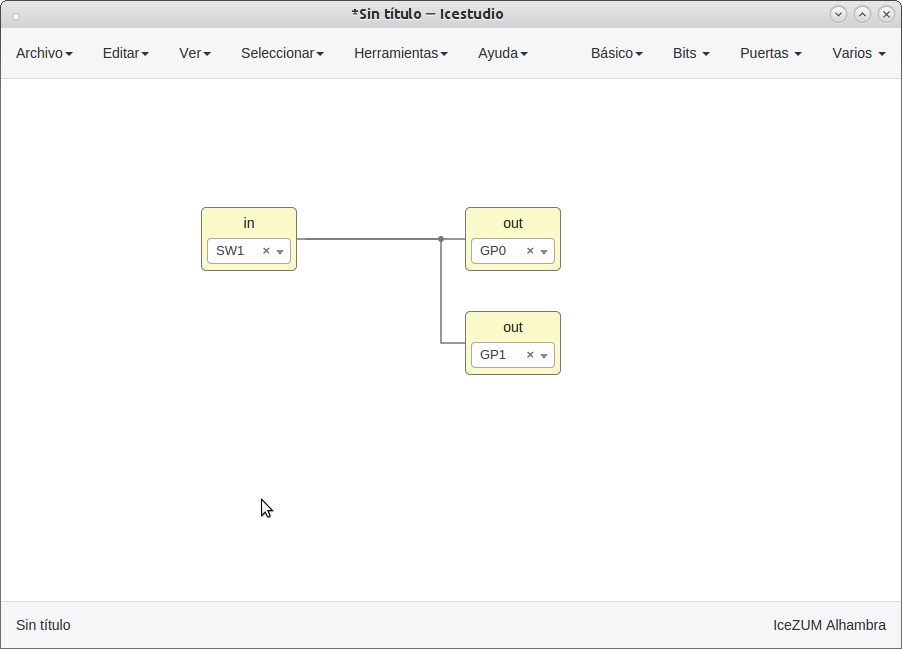 *Sin título — Icestudio
Archivo Editar Ver Seleccionar Herramientas Ayuda Básico Bits Puertas Varios
in out
SW1 × GP0 ×
out
GP1 ×
Sin título IceZUM Alhambra